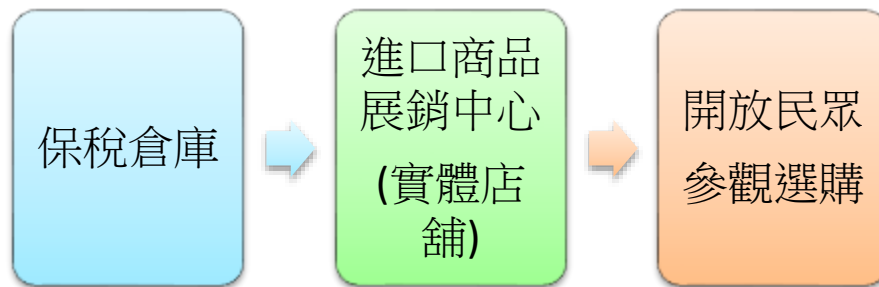 保稅倉庫
進口商品
展銷中心
(實體店
舖)
開放民眾
參觀選購